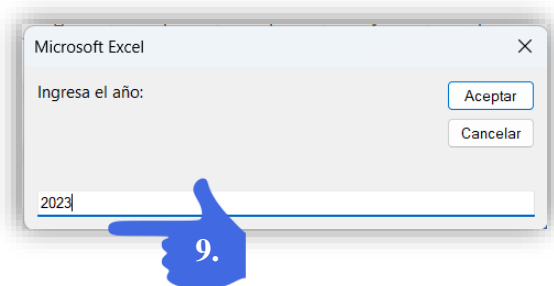 Microsoft Excel
Ingresa el año:
Aceptar
Cancelar
2023
9.